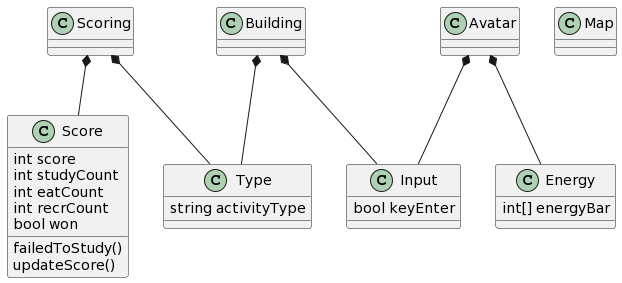 C Scoring
C Building
C Avatar
C Map
C Score
int score
int studyCount
int eatCount
int recrCount
bool won
failedToStudy()
updateScore()
C Type
string activityType
C Input
bool keyEnter
C Energy
int[] energyBar